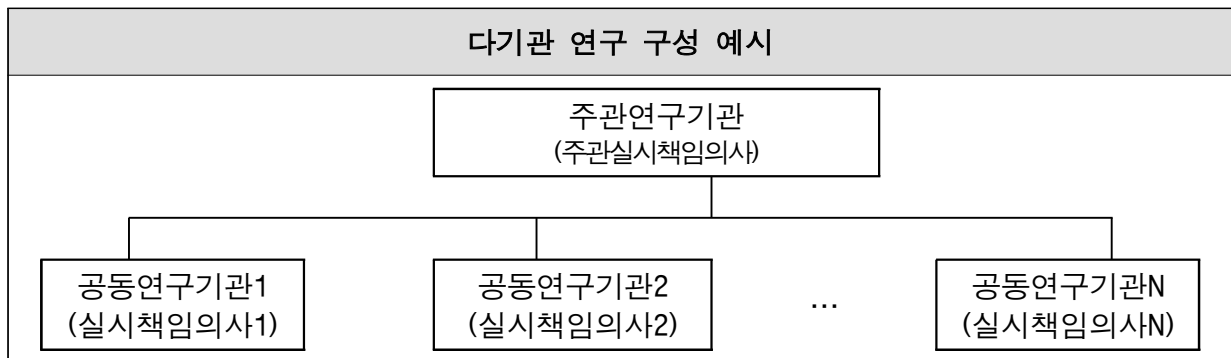 다기관 연구 구성 예시
주관연구기관
(주관실시책임의사)
공동연구기관1
(실시책임의사1)
공동연구기관2
(실시책임의사2)
...
공동연구기관N
(실시책임의사N)